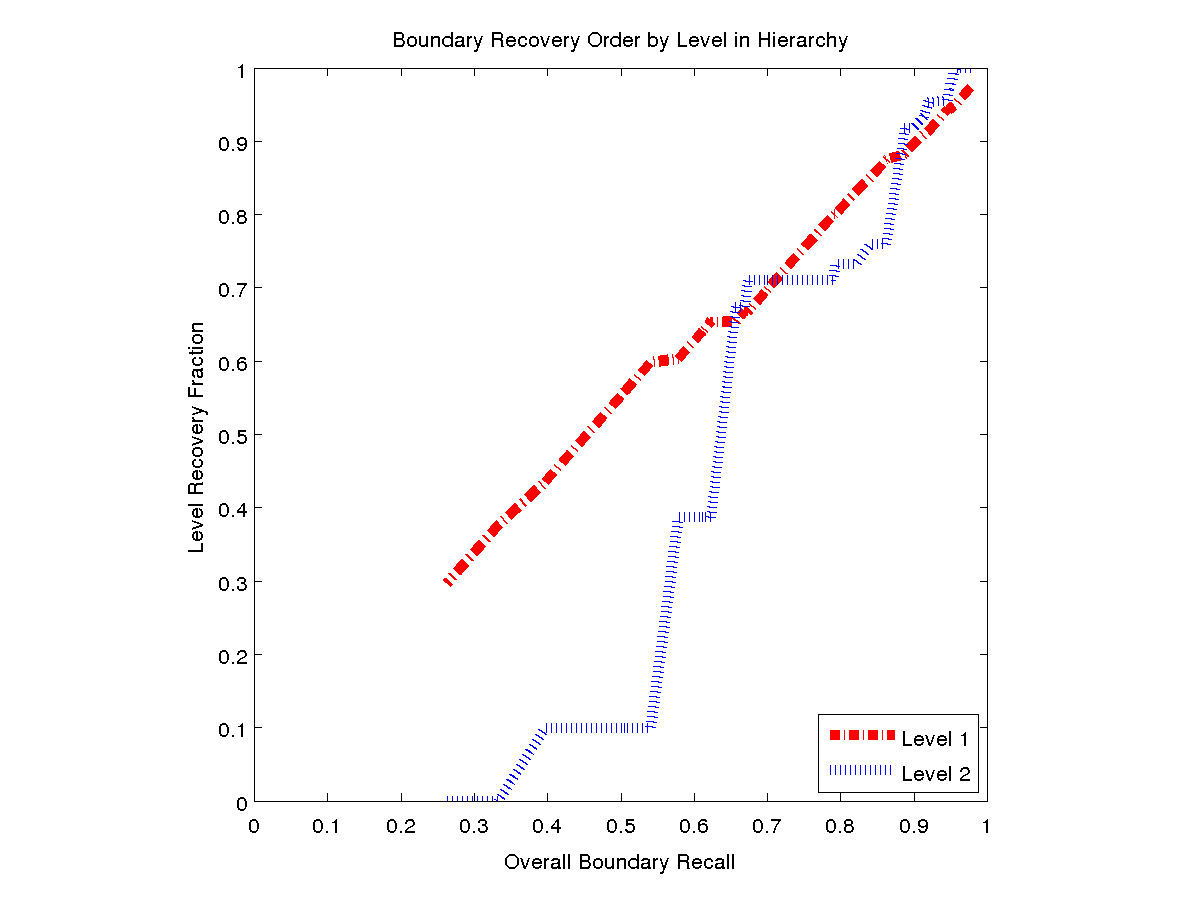 Boundary Recovery Order by Level in Hierarchy
1
0.9
0.8
0.7
0.6
0.5
0.4
0.3
0.2
0.1
0
Level Recovery Fraction
0 0.1 0.2 0.3 0.4 0.5 0.6 0.7 0.8 0.9 1
Overall Boundary Recall
Level 1
Level 2